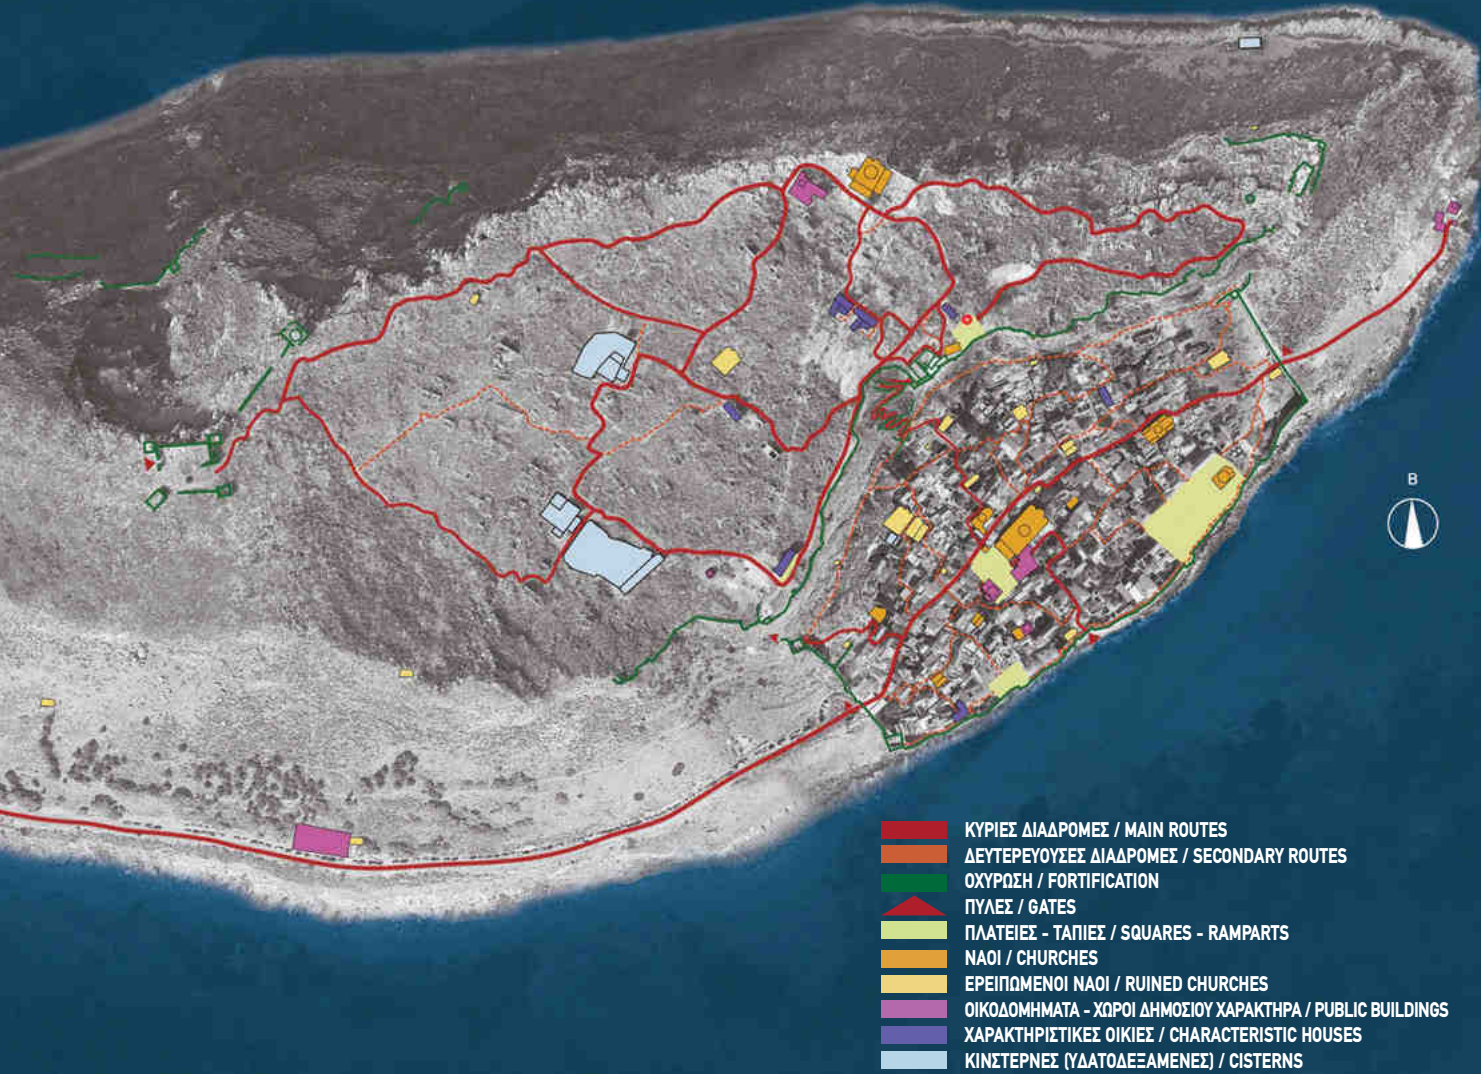 B
ΚΥΡΙΕΣ ΔΙΑΔΡΟΜΕΣ / MAIN ROUTES
ΔΕΥΤΕΡΕΥΟΥΣΕΣ ΔΙΑΔΡΟΜΕΣ / SECONDARY ROUTES
ΟΧΥΡΩΣΗ / FORTIFICATION
ΠΥΛΕΣ / GATES
ΠΛΑΤΕΙΕΣ - ΤΑΠΙΕΣ / SQUARES - RAMPARTS
ΝΑΟΙ / CHURCHES
ΕΡΕΙΠΩΜΕΝΟΙ ΝΑΟΙ / RUINED CHURCHES
ΟΙΚΟΔΟΜΗΜΑΤΑ - ΧΩΡΟΙ ΔΗΜΟΣΙΟΥ ΧΑΡΑΚΤΗΡΑ / PUBLIC BUILDINGS
ΧΑΡΑΚΤΗΡΙΣΤΙΚΕΣ ΟΙΚΙΕΣ / CHARACTERISTIC HOUSES
ΚΙΝΣΤΕΡΝΕΣ (ΥΔΑΤΟΔΕΞΑΜΕΝΕΣ) / CISTERNS